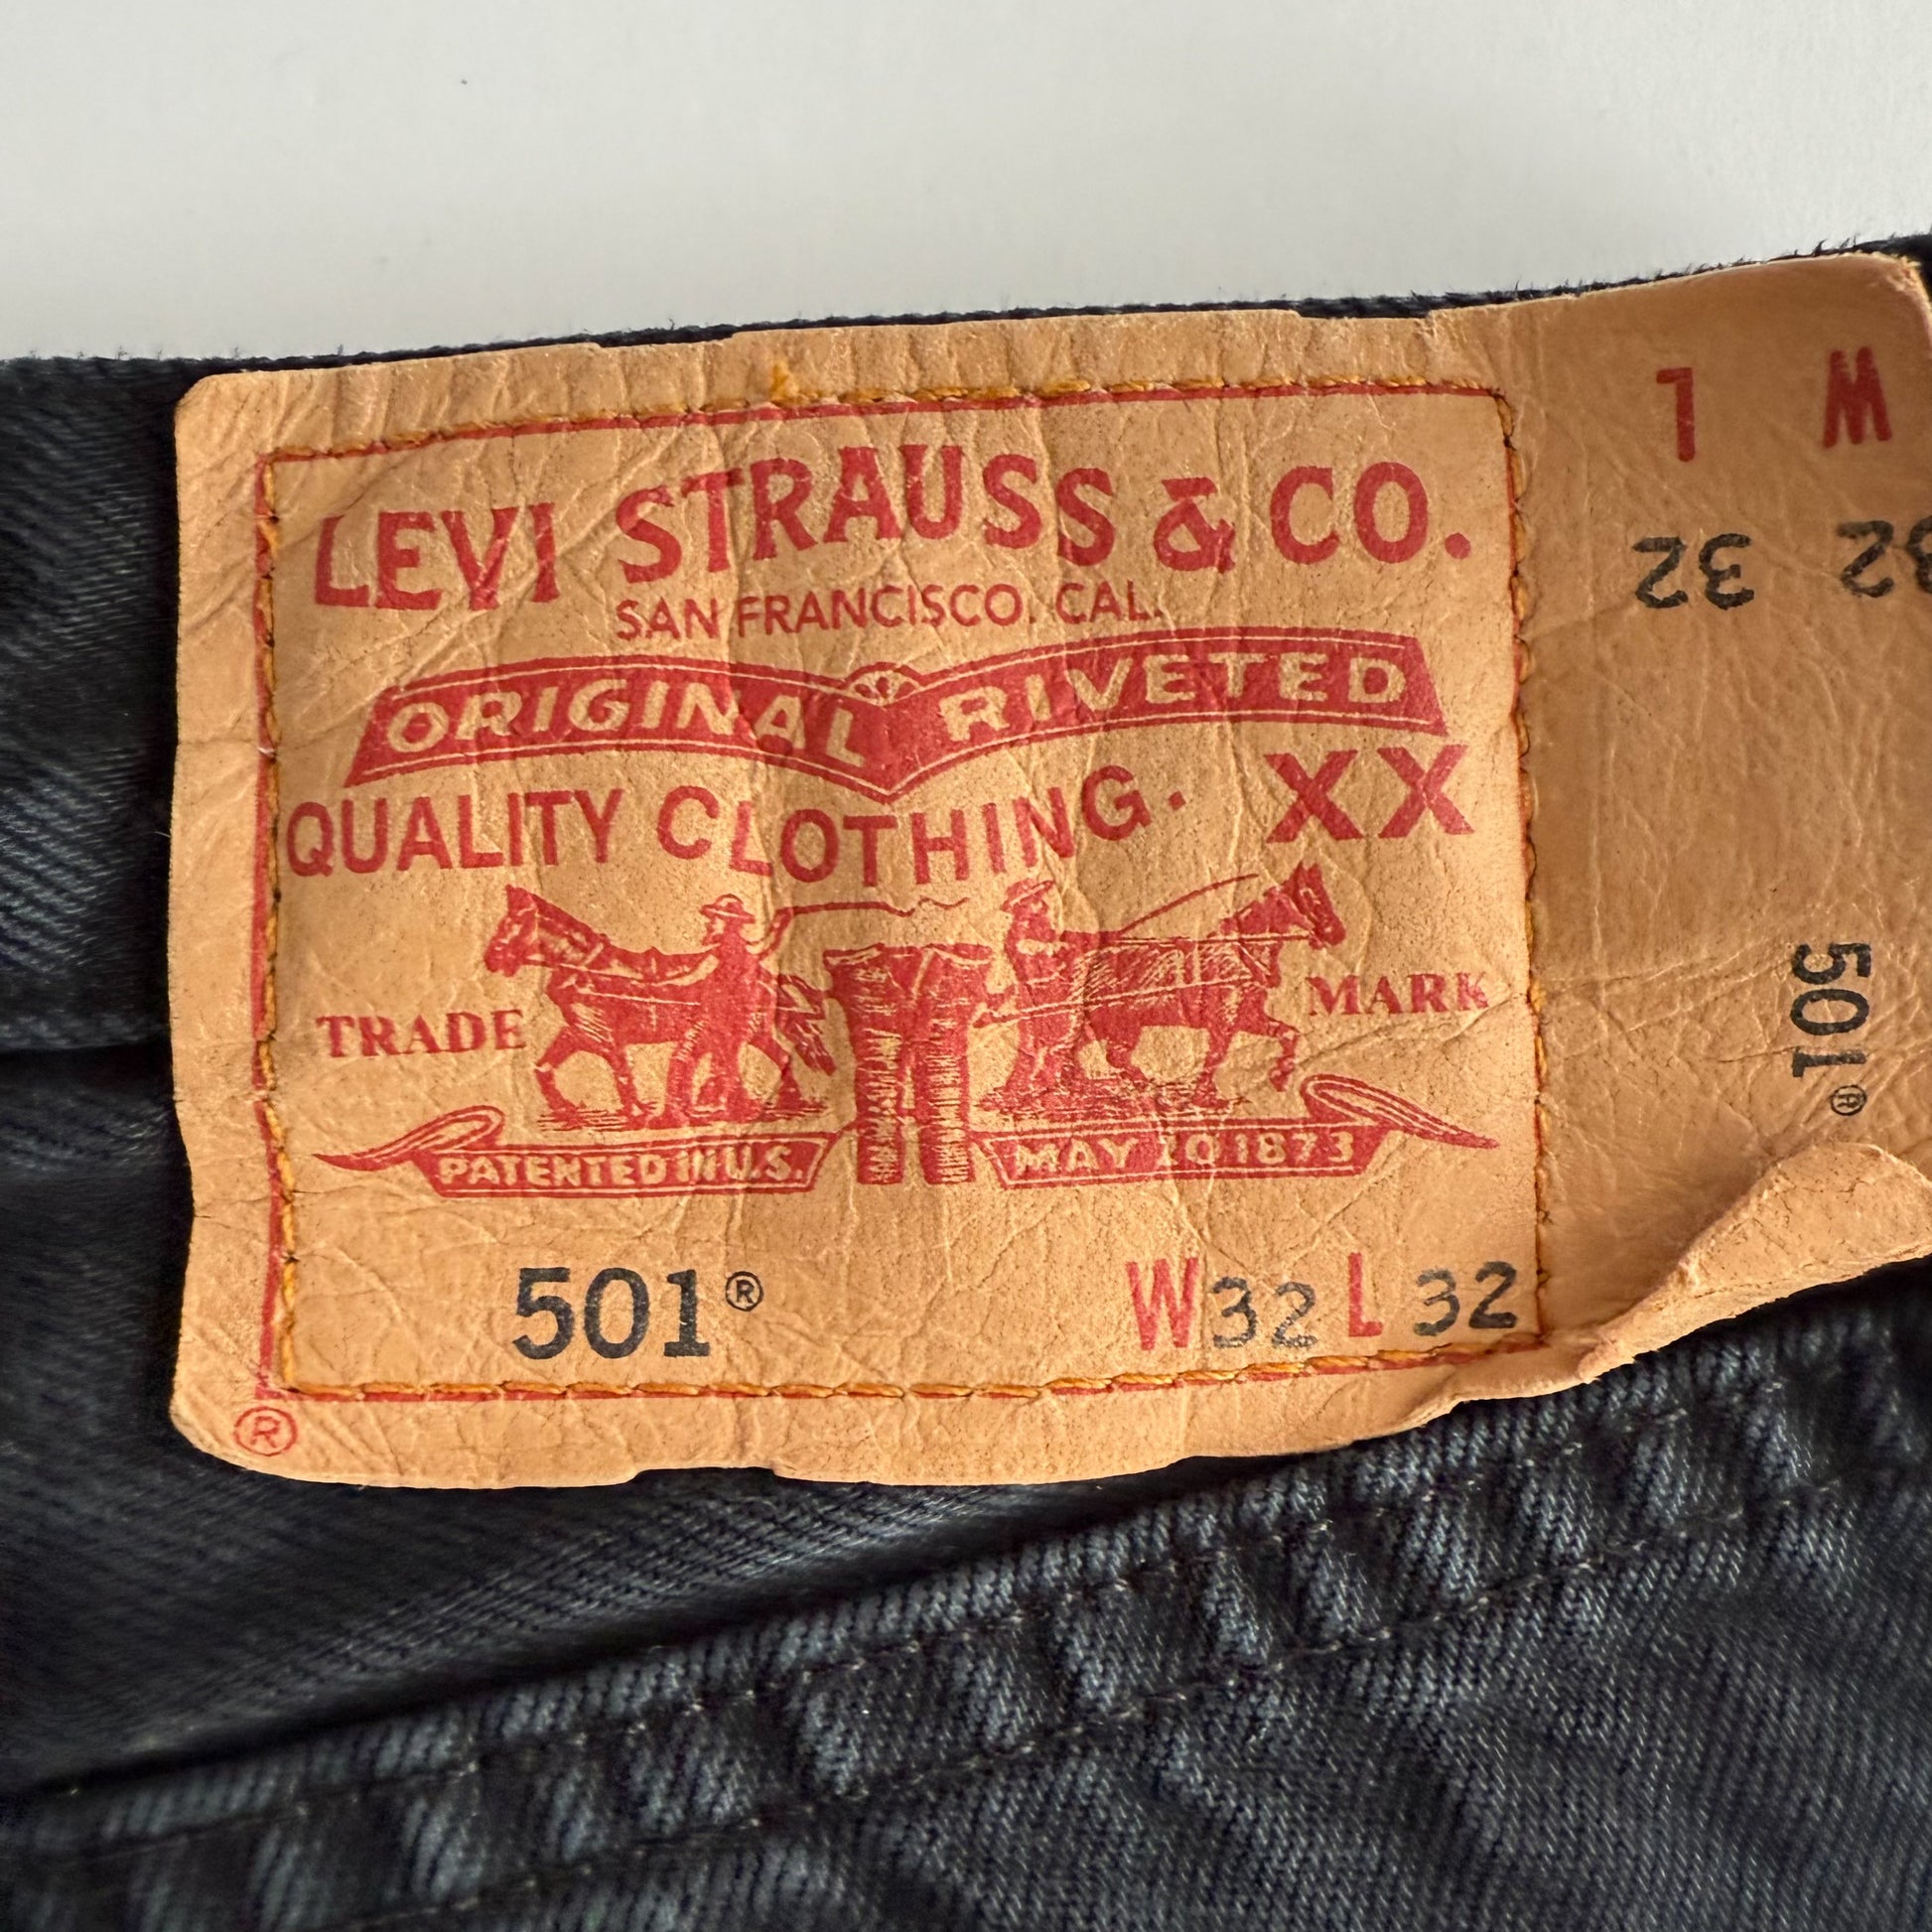 LEVI STRAUSS & CO.
SAN FRANCISCO. CAL.
ORIGINAL RIVETED
QUALITY CLOTHING. XX
TRADE MARK
PATENTED IN U.S. MAY 20 1873
501® W32 L32
®
L W
32 32
501®